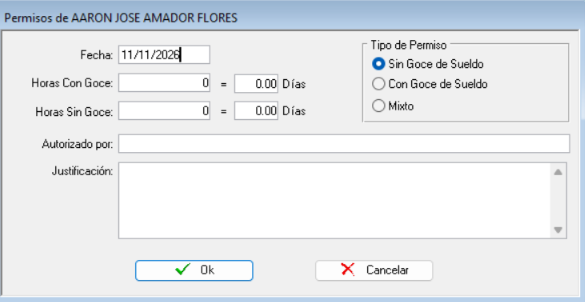 Permisos de AARON JOSE AMADOR FLORES
Fecha: 11/11/2026
Tipo de Permiso
Sin Goce de Sueldo
Con Goce de Sueldo
Mixto
Horas Con Goce: 0 = 0.00 Días
Horas Sin Goce: 0 = 0.00 Días
Autorizado por:
Justificación:
Ok Cancelar